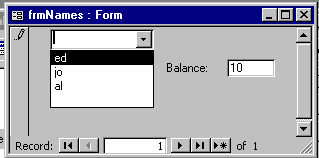 frmNames : Form
ed
jo
al
Balance: 10
Record: 1 of 1